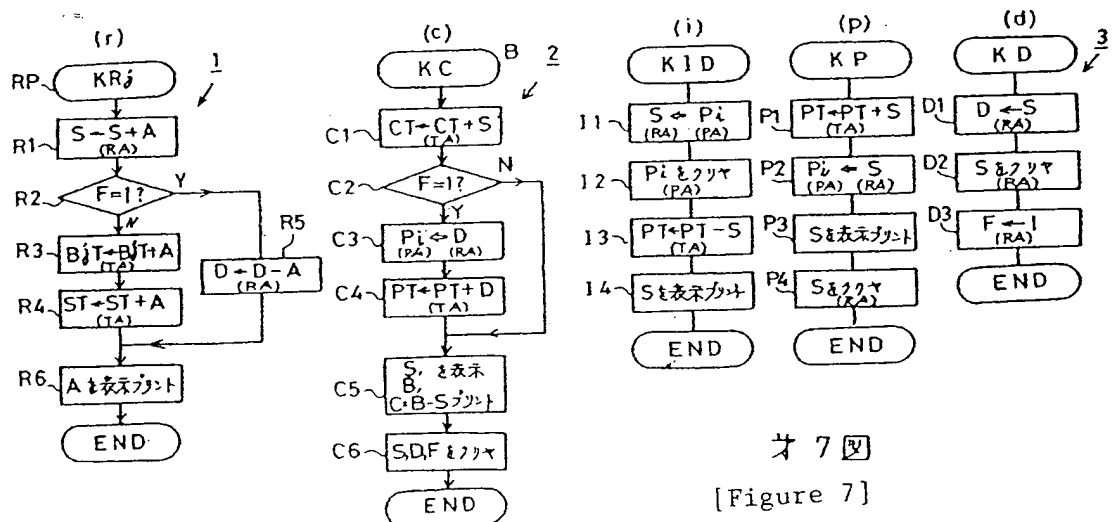 (r)
1
RP
KRj
R1
S←S+A
(RA)
R2
F=1?
Y
N
R3
BjT←BjT+A
(TA)
R5
D←D-A
(RA)
R4
ST←ST+A
(TA)
R6
Aを表示プリント
END
(c)
2
KC
B
C1
CT←CT+S
(TA)
C2
F=1?
N
Y
C3
Pi⇔D
(PA) (RA)
C4
PT←PT+D
(TA)
C5
S, を表示
B,
C=B-Sプリント
C6
S,D,Fをクリヤ
END
(i)
KID
I1
S ← Pi
(RA) (PA)
I2
Piをクリヤ
(PA)
I3
PT←PT-S
(TA)
I4
Sを表示プリント
END
(p)
KP
P1
PT←PT+S
(TA)
P2
Pi ← S
(PA) (RA)
P3
Sを表示プリント
P4
Sをクリヤ
(RA)
END
(d)
3
KD
D1
D ←S
(RA)
D2
Sをクリヤ
(RA)
D3
F ← 1
(RA)
END
才 7 図
[Figure 7]